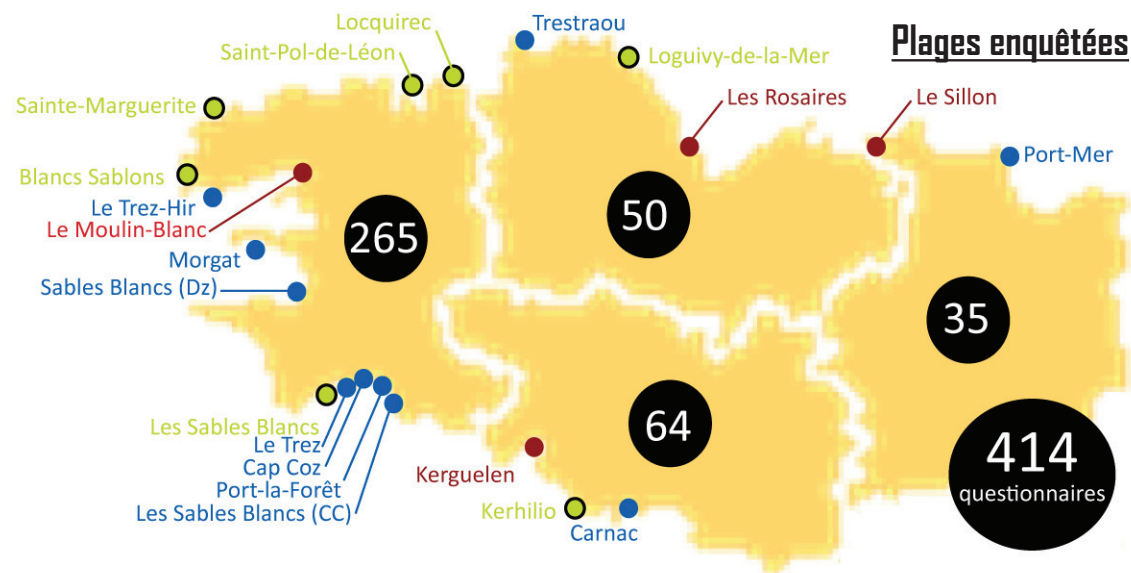 Plages enquêtées
Locquirec
Saint-Pol-de-Léon
Sainte-Marguerite
Blancs Sablons
Le Trez-Hir
Le Moulin-Blanc
Morgat
Sables Blancs (Dz)
Les Sables Blancs
Le Trez
Cap Coz
Port-la-Forêt
Les Sables Blancs (CC)
265
Trestraou
Loguivy-de-la-Mer
Les Rosaires
50
Le Sillon
Port-Mer
35
Kerguelen
Kerhilio
Carnac
64
414
questionnaires